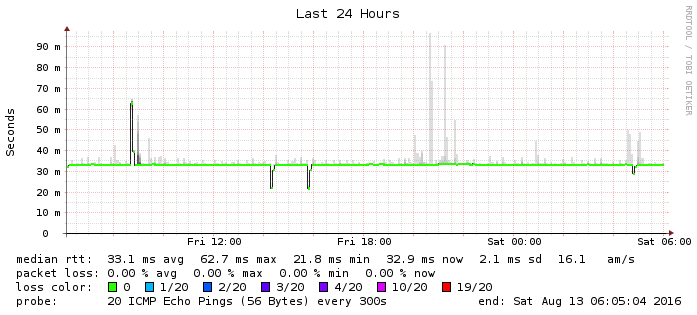 Last 24 Hours
RRDTOOL / TOBI OETIKER
Seconds
90 m
80 m
70 m
60 m
50 m
40 m
30 m
20 m
10 m
0
Fri 12:00 Fri 18:00 Sat 00:00 Sat 06:00
median rtt: 33.1 ms avg 62.7 ms max 21.8 ms min 32.9 ms now 2.1 ms sd 16.1 am/s
packet loss: 0.00 % avg 0.00 % max 0.00 % min 0.00 % now
loss color: 0 1/20 2/20 3/20 4/20 10/20 19/20
probe: 20 ICMP Echo Pings (56 Bytes) every 300s end: Sat Aug 13 06:05:04 2016